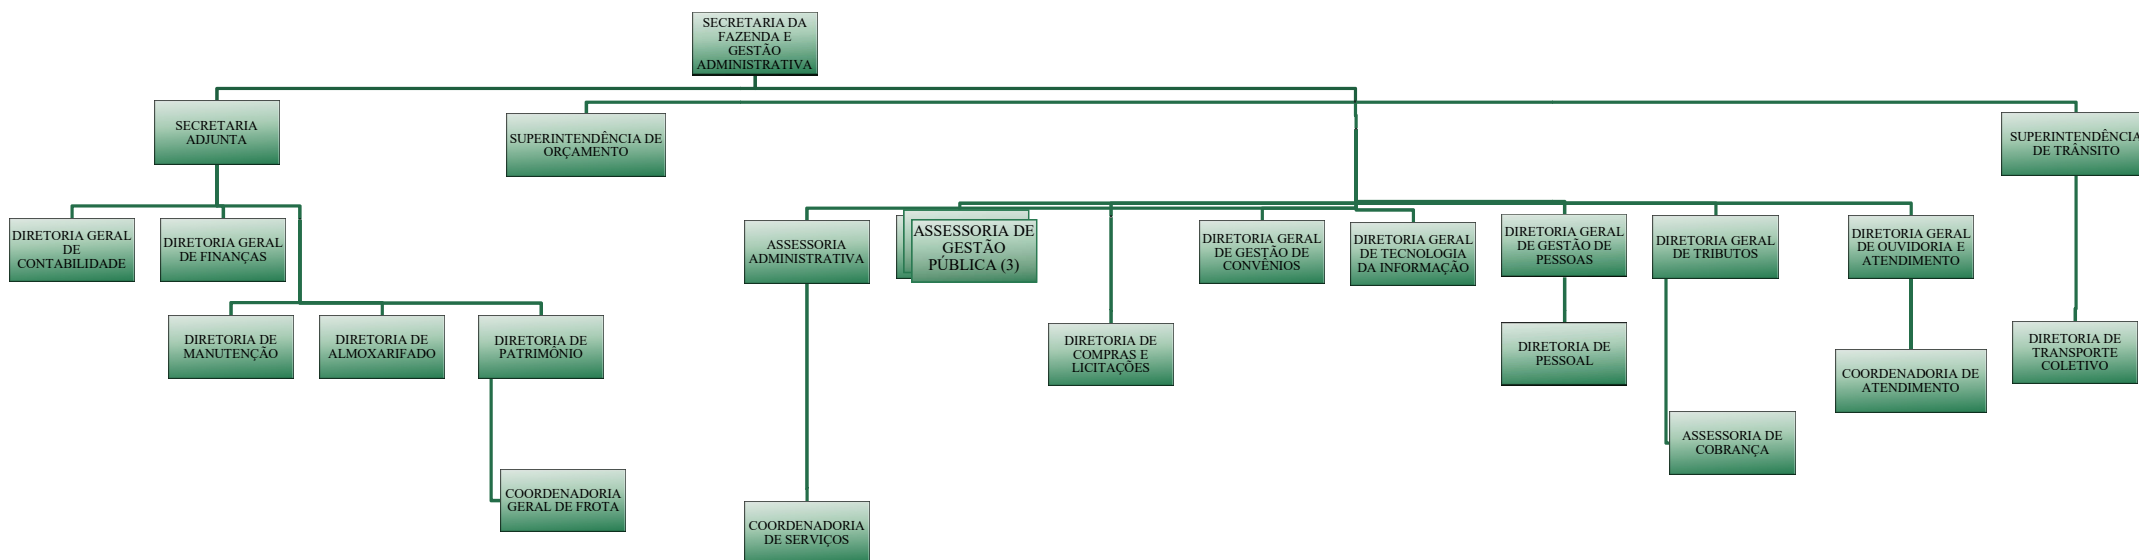 SECRETARIA DA
FAZENDA E
GESTÃO
ADMINISTRATIVA
SECRETARIA
ADJUNTA
SUPERINTENDÊNCIA DE
ORÇAMENTO
SUPERINTENDÊNCIA
DE TRÂNSITO
DIRETORIA GERAL
DE
CONTABILIDADE
DIRETORIA GERAL
DE FINANÇAS
ASSESSORIA
ADMINISTRATIVA
ASSESSORIA DE
GESTÃO
PÚBLICA (3)
DIRETORIA GERAL
DE GESTÃO DE
CONVÊNIOS
DIRETORIA GERAL
DE TECNOLOGIA
DA INFORMAÇÃO
DIRETORIA GERAL
DE GESTÃO DE
PESSOAS
DIRETORIA GERAL
DE TRIBUTOS
DIRETORIA GERAL
DE OUVIDORIA E
ATENDIMENTO
DIRETORIA DE
MANUTENÇÃO
DIRETORIA DE
ALMOXARIFADO
DIRETORIA DE
PATRIMÔNIO
DIRETORIA DE
COMPRAS E
LICITAÇÕES
DIRETORIA DE
PESSOAL
COORDENADORIA DE
ATENDIMENTO
DIRETORIA DE
TRANSPORTE
COLETIVO
ASSESSORIA DE
COBRANÇA
COORDENADORIA
GERAL DE FROTA
COORDENADORIA
DE SERVIÇOS